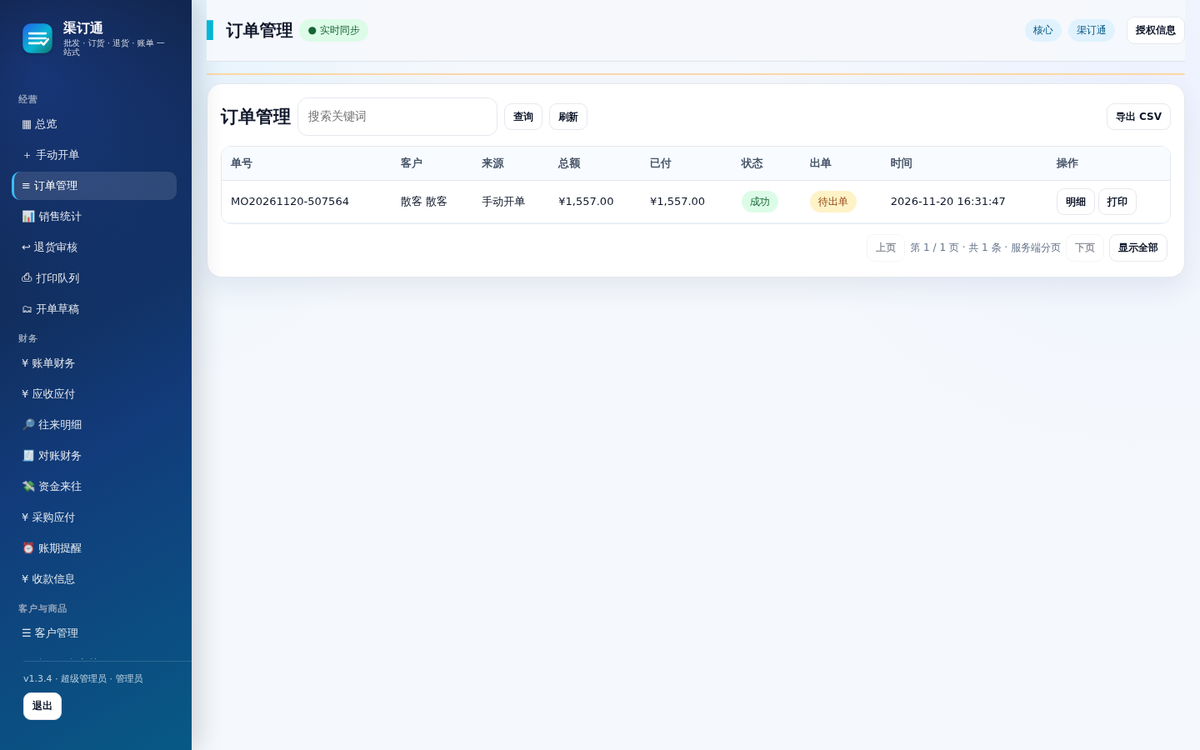 渠订通
批发 · 订货 · 退货 · 账单 一
站式
经营
▦ 总览
+ 手动开单
≡ 订单管理
📊 销售统计
↩ 退货审核
⎙ 打印队列
🗂 开单草稿
财务
¥ 账单财务
¥ 应收应付
🔎 往来明细
🧾 对账财务
💸 资金来往
¥ 采购应付
⏰ 账期提醒
¥ 收款信息
客户与商品
☰ 客户管理
v1.3.4 · 超级管理员 · 管理员
退出
订单管理 ● 实时同步 核心 渠订通 授权信息
订单管理 搜索关键词 查询 刷新 导出 CSV
单号 客户 来源 总额 已付 状态 出单 时间 操作
MO20261120-507564 散客 散客 手动开单 ¥1,557.00 ¥1,557.00 成功 待出单 2026-11-20 16:31:47 明细 打印
上页 第 1 / 1 页 · 共 1 条 · 服务端分页 下页 显示全部